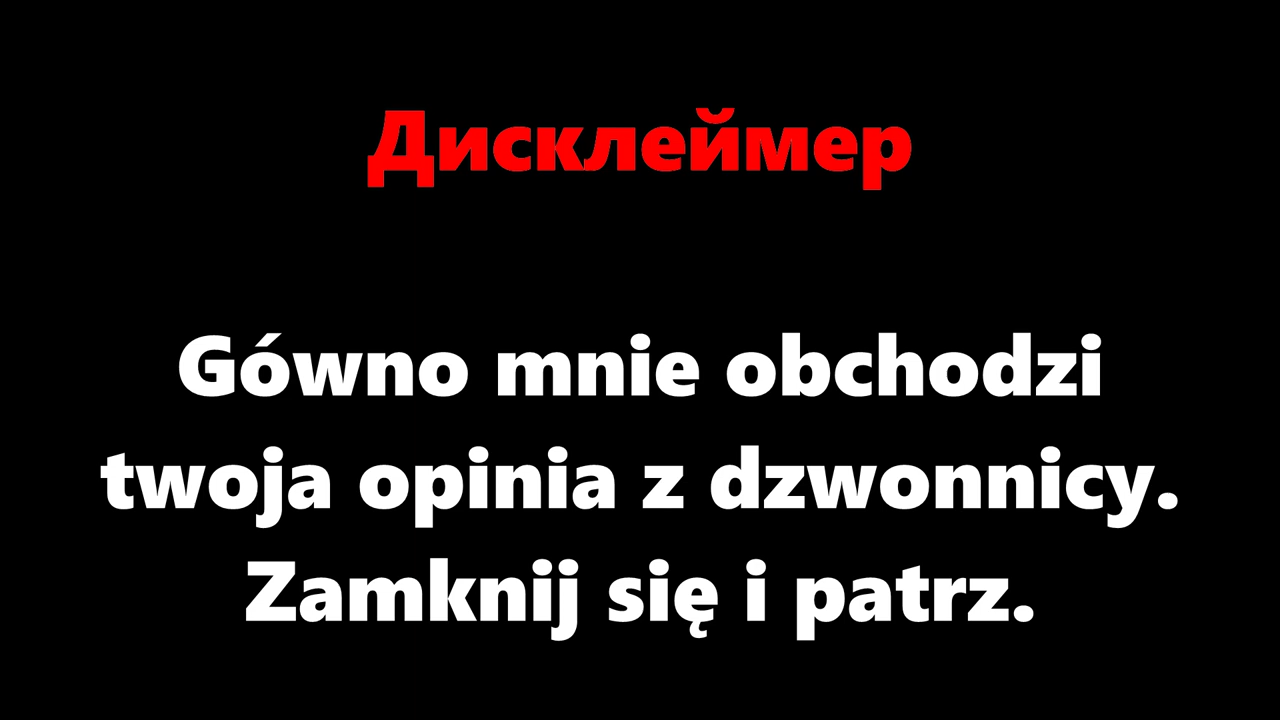 Дисклеймер
Gówno mnie obchodzi
twoja opinia z dzwonnicy.
Zamknij się i patrz.